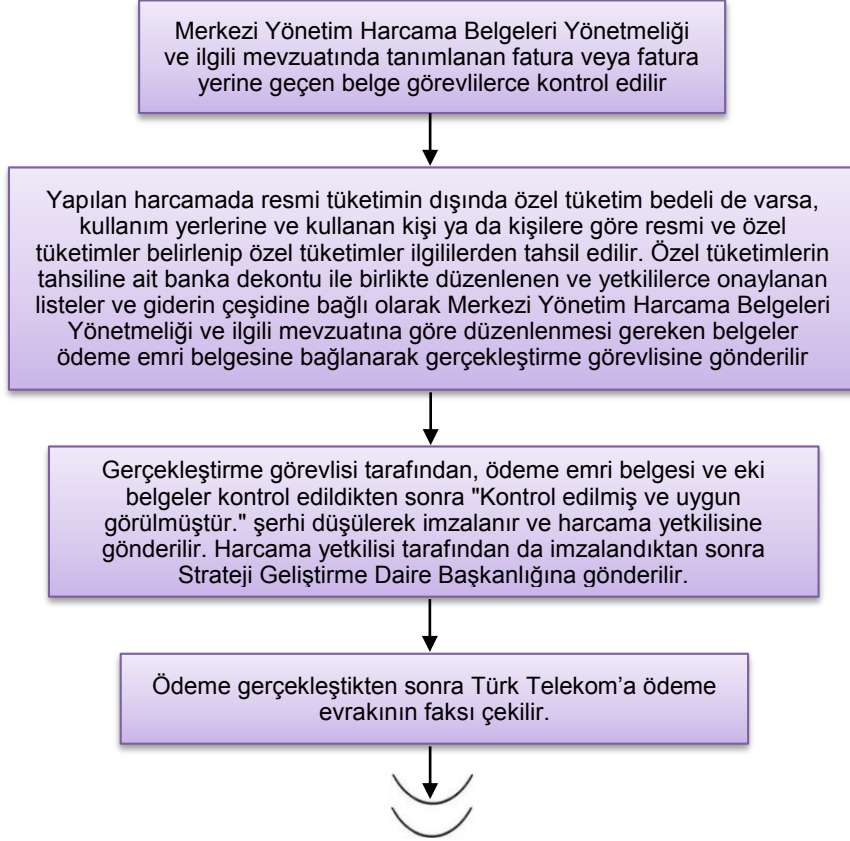 Merkezi Yönetim Harcama Belgeleri Yönetmeliği
ve ilgili mevzuatında tanımlanan fatura veya fatura
yerine geçen belge görevlilerce kontrol edilir
Yapılan harcamada resmi tüketimin dışında özel tüketim bedeli de varsa,
kullanım yerlerine ve kullanan kişi ya da kişilere göre resmi ve özel
tüketimler belirlenip özel tüketimler ilgililerden tahsil edilir. Özel tüketimlerin
tahsiline ait banka dekontu ile birlikte düzenlenen ve yetkililerce onaylanan
listeler ve giderin çeşidine bağlı olarak Merkezi Yönetim Harcama Belgeleri
Yönetmeliği ve ilgili mevzuatına göre düzenlenmesi gereken belgeler
ödeme emri belgesine bağlanarak gerçekleştirme görevlisine gönderilir
Gerçekleştirme görevlisi tarafından, ödeme emri belgesi ve eki
belgeler kontrol edildikten sonra "Kontrol edilmiş ve uygun
görülmüştür." şerhi düşülerek imzalanır ve harcama yetkilisine
gönderilir. Harcama yetkilisi tarafından da imzalandıktan sonra
Strateji Geliştirme Daire Başkanlığına gönderilir.
Ödeme gerçekleştikten sonra Türk Telekom’a ödeme
evrakının faksı çekilir.